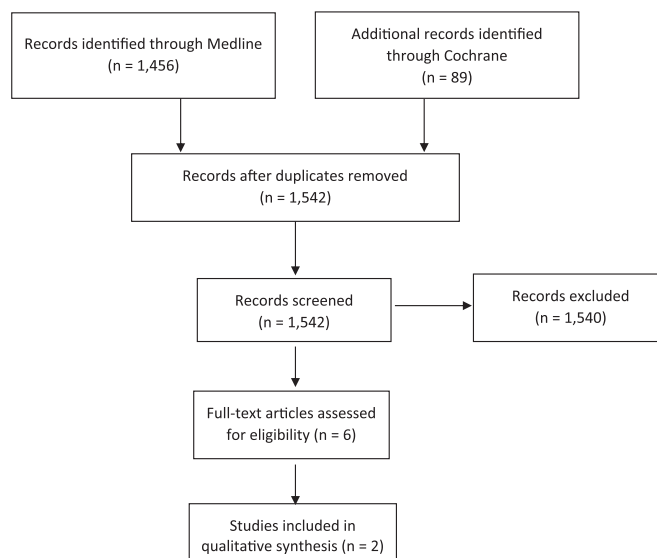 Records identified through Medline
(n = 1,456)
Additional records identified
through Cochrane
(n = 89)
Records after duplicates removed
(n = 1,542)
Records screened
(n = 1,542)
Records excluded
(n = 1,540)
Full-text articles assessed
for eligibility (n = 6)
Studies included in
qualitative synthesis (n = 2)